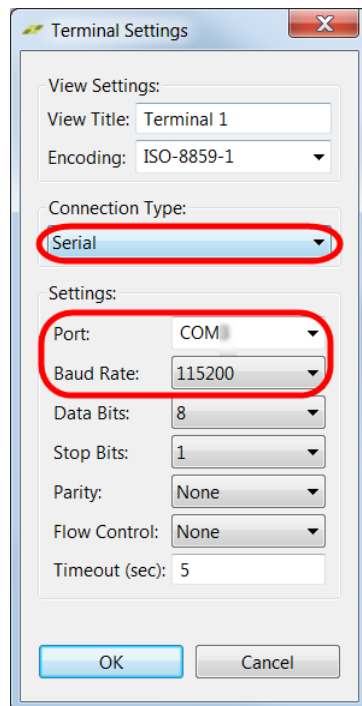 Terminal Settings
View Settings:
View Title: Terminal 1
Encoding: ISO-8859-1
Connection Type:
Serial
Settings:
Port: COM
Baud Rate: 115200
Data Bits: 8
Stop Bits: 1
Parity: None
Flow Control: None
Timeout (sec): 5
OK Cancel